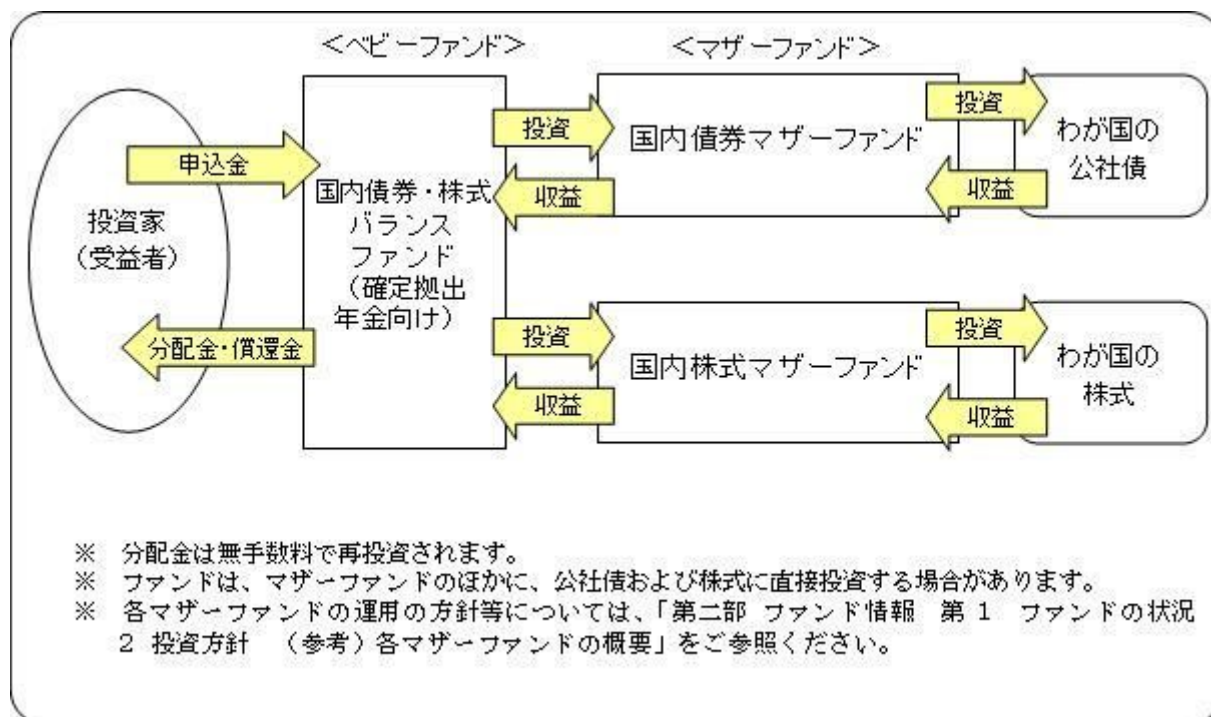 <ベビーファンド>
<マザーファンド>
申込金
投資家
(受益者)
分配金・償還金
国内債券・株式
バランス
ファンド
(確定拠出
年金向け)
投資
収益
国内債券マザーファンド
投資
収益
わが国の
公社債
投資
収益
国内株式マザーファンド
投資
収益
わが国の
株式
※ 分配金は無手数料で再投資されます。
※ ファンドは、マザーファンドのほかに、公社債および株式に直接投資する場合があります。
※ 各マザーファンドの運用の方針等については、「第二部 ファンド情報 第1 ファンドの状況
2 投資方針 (参考)各マザーファンドの概要」をご参照ください。